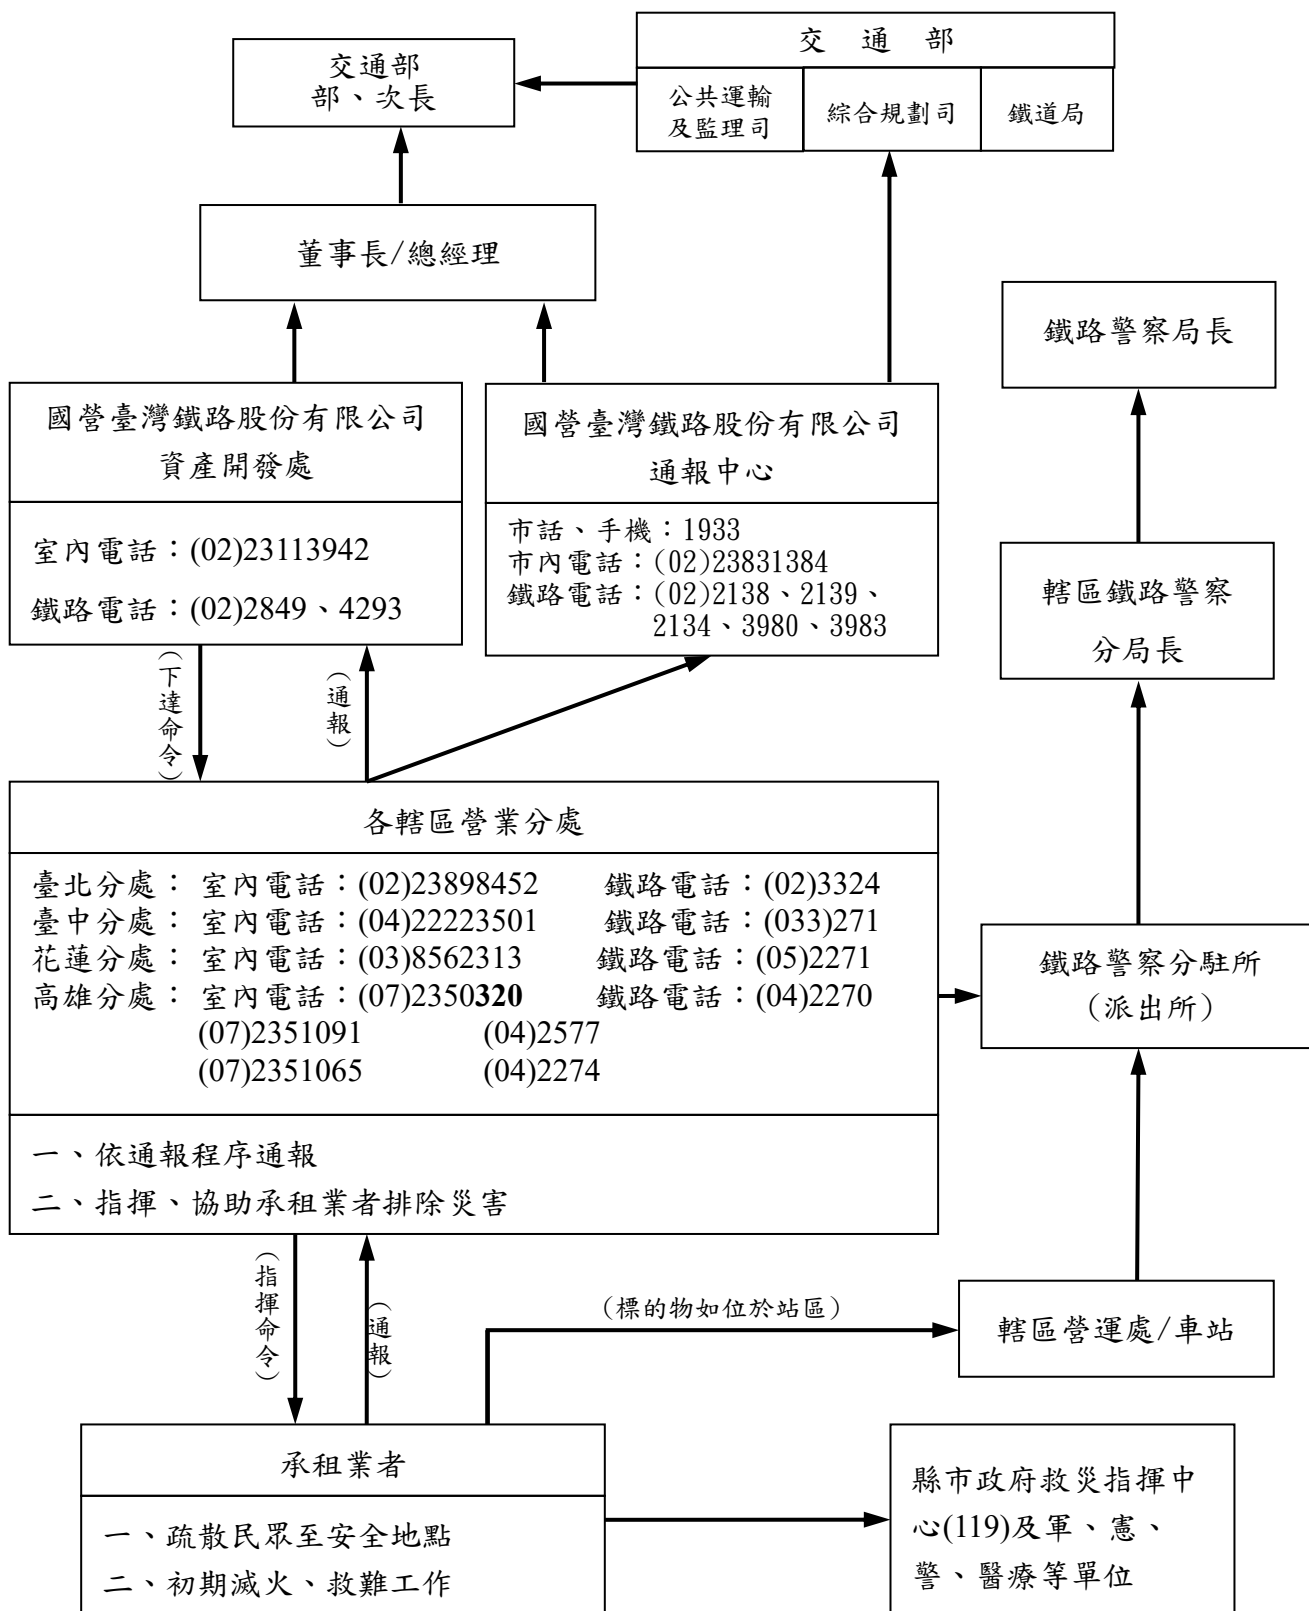 交通部
部、次長
交通部
公共運輸
及監理司
綜合規劃司
鐵道局
董事長/總經理
鐵路警察局長
國營臺灣鐵路股份有限公司
資產開發處
室內電話：(02)23113942
鐵路電話：(02)2849、4293
國營臺灣鐵路股份有限公司
通報中心
市話、手機：1933
市內電話：(02)23831384
鐵路電話：(02)2138、2139、
2134、3980、3983
轄區鐵路警察
分局長
（下達命令）
（通報）
各轄區營業分處
臺北分處： 室內電話：(02)23898452 鐵路電話：(02)3324
臺中分處： 室內電話：(04)22223501 鐵路電話：(033)271
花蓮分處： 室內電話：(03)8562313 鐵路電話：(05)2271
高雄分處： 室內電話：(07)2350320 鐵路電話：(04)2270
(07)2351091 (04)2577
(07)2351065 (04)2274
一、依通報程序通報
二、指揮、協助承租業者排除災害
鐵路警察分駐所
（派出所）
（指揮命令）
（通報）
（標的物如位於站區）
轄區營運處/車站
承租業者
一、疏散民眾至安全地點
二、初期滅火、救難工作
縣市政府救災指揮中
心(119)及軍、憲、
警、醫療等單位